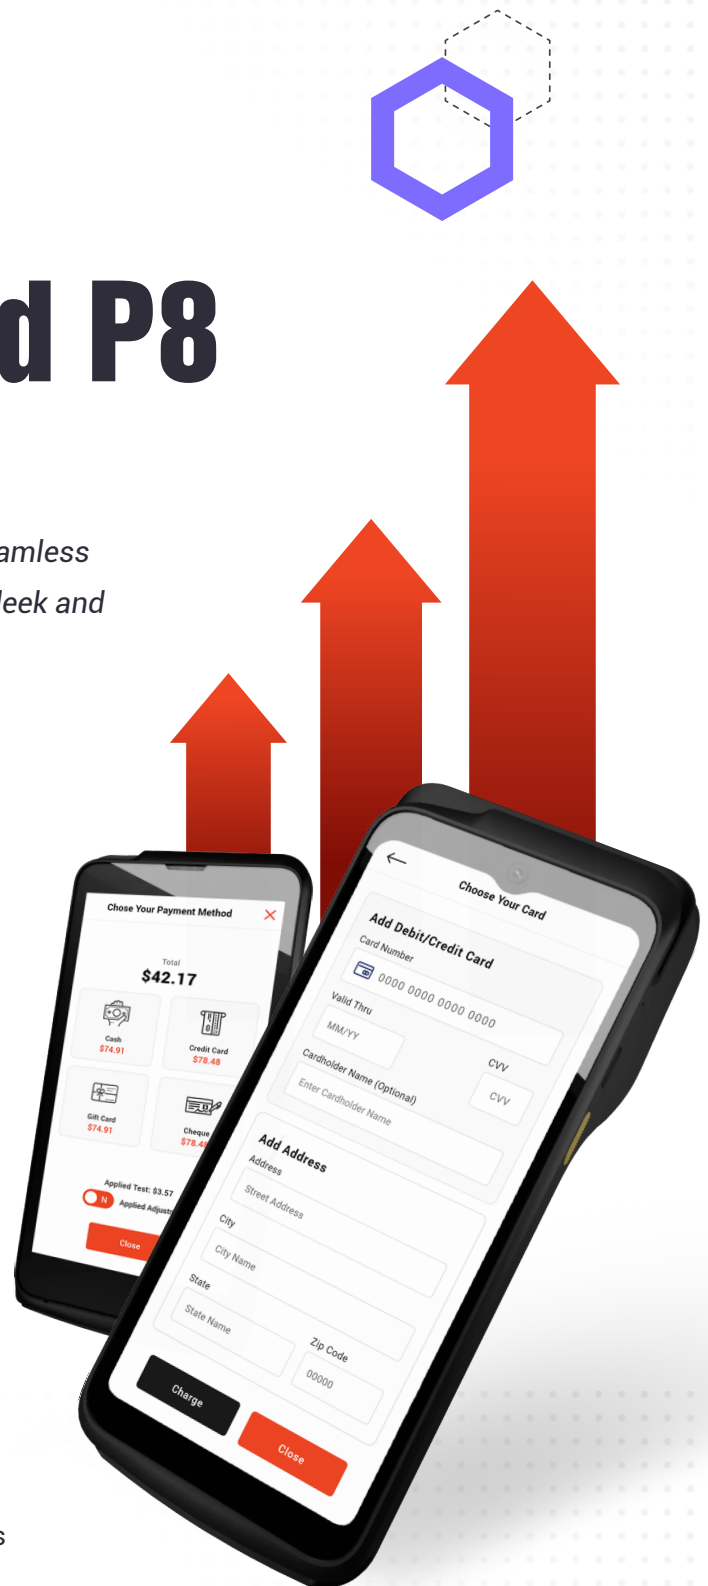 d P8
amless
leek and
Chose Your Payment Method
Total
$42.17
Cash
$74.91
Credit Card
$78.48
Gift Card
$74.91
Cheque
$78.48
Applied Test: $3.57
N
Applied Adjust
Close
Choose Your Card
Add Debit/Credit Card
Card Number
0000 0000 0000 0000
Valid Thru
MM/YY
CVV
CVV
Cardholder Name (Optional)
Enter Cardholder Name
Add Address
Address
Street Address
City
City Name
State
State Name
Zip Code
00000
Charge
Close
s